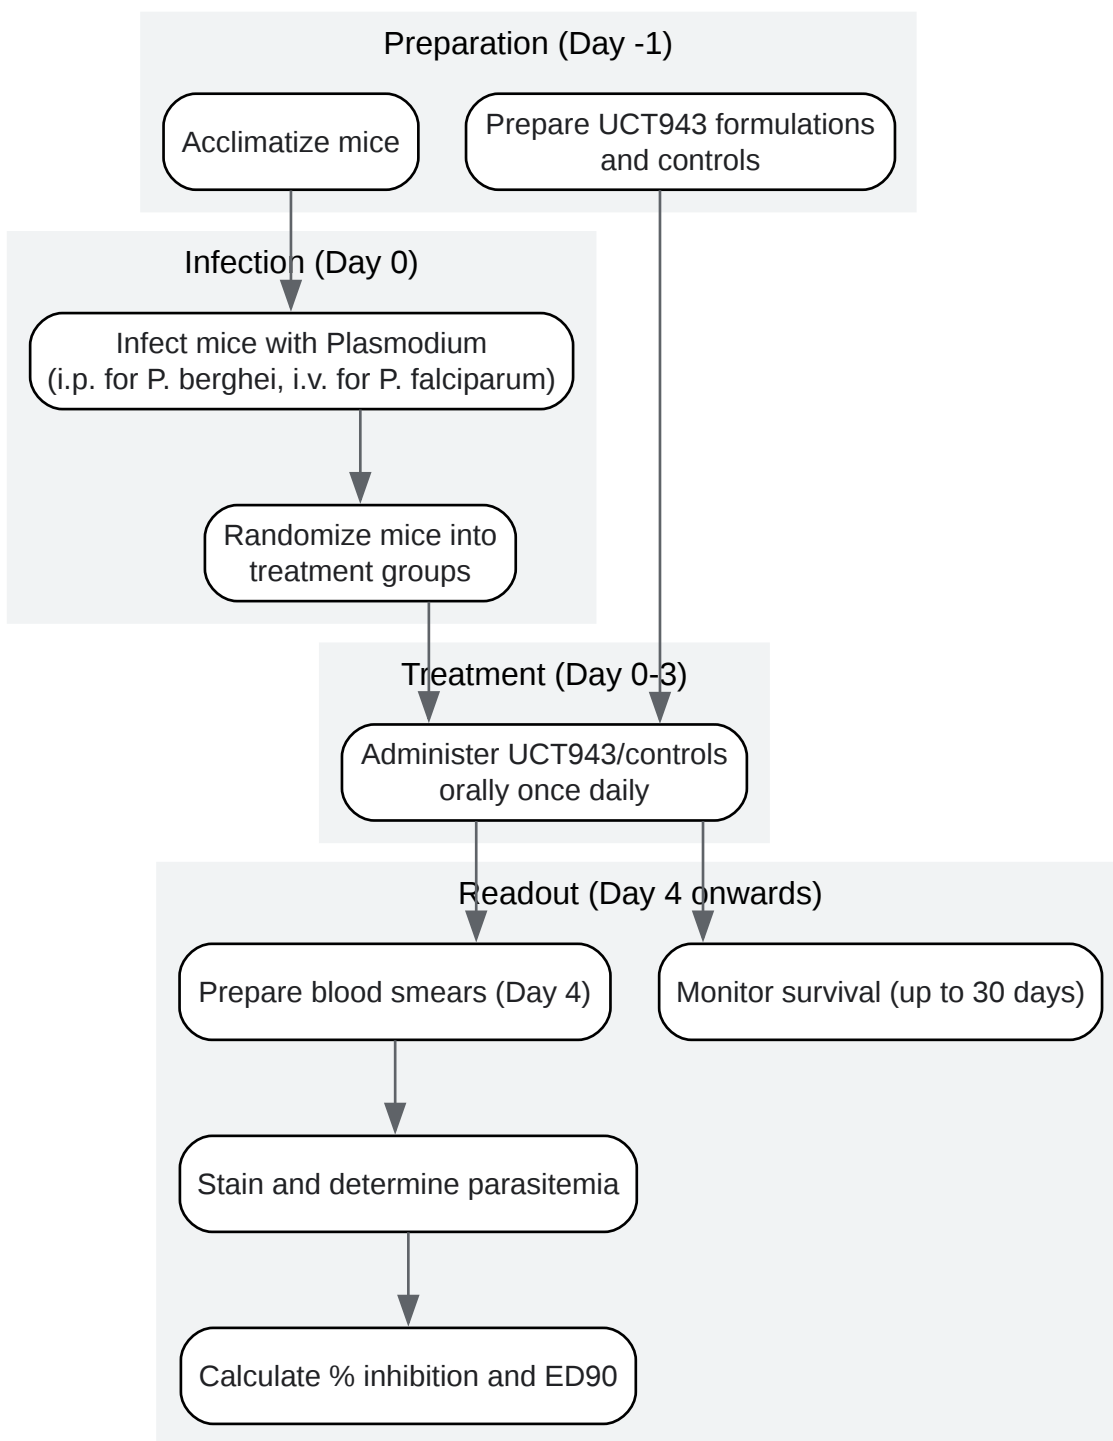 Preparation (Day -1)
Acclimatize mice
Prepare UCT943 formulations
and controls
Infection (Day 0)
Infect mice with Plasmodium
(i.p. for P. berghei, i.v. for P. falciparum)
Randomize mice into
treatment groups
Treatment (Day 0-3)
Administer UCT943/controls
orally once daily
Readout (Day 4 onwards)
Prepare blood smears (Day 4)
Monitor survival (up to 30 days)
Stain and determine parasitemia
Calculate % inhibition and ED90